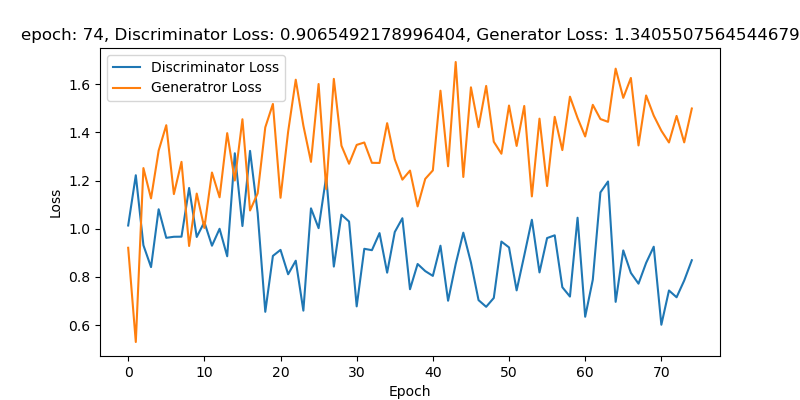 epoch: 74, Discriminator Loss: 0.9065492178996404, Generator Loss: 1.3405507564544679
Discriminator Loss
Generatror Loss
1.6
1.4
1.2
1.0
0.8
0.6
Loss
0 10 20 30 40 50 60 70
Epoch